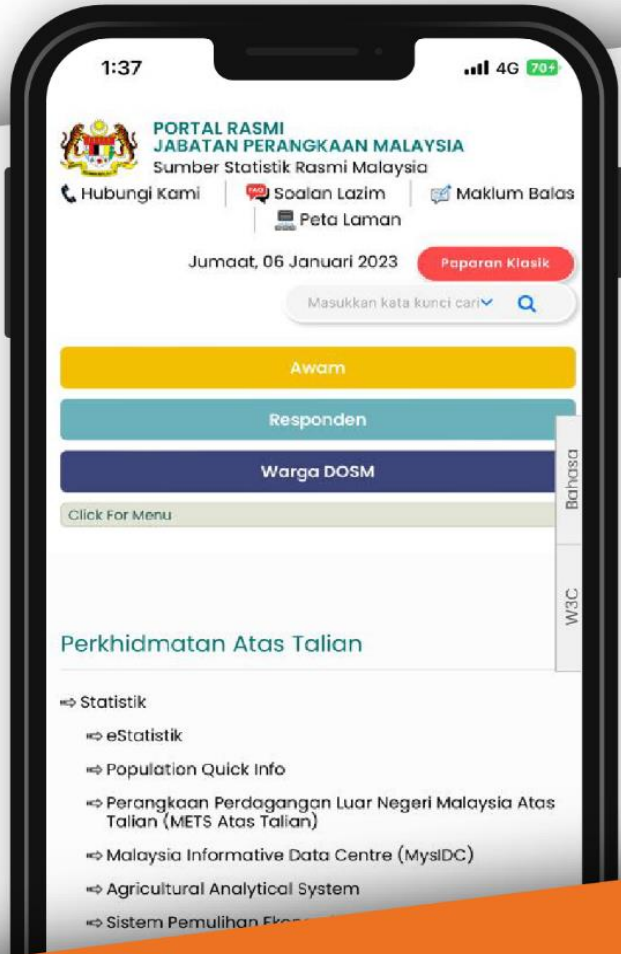 1:37 4G 70
PORTAL RASMI
JABATAN PERANGKAAN MALAYSIA
Sumber Statistik Rasmi Malaysia
Hubungi Kami FAQ Soalan Lazim Maklum Balas
Peta Laman
Jumaat, 06 Januari 2023 Paparan Klasik
Masukkan kata kunci cari
Awam
Responden
Warga DOSM
Click For Menu
Bahasa
W3C
Perkhidmatan Atas Talian
Statistik
eStatistik
Population Quick Info
Perangkaan Perdagangan Luar Negeri Malaysia Atas
Talian (METS Atas Talian)
Malaysia Informative Data Centre (MysIDC)
Agricultural Analytical System
Sistem Pemulihan